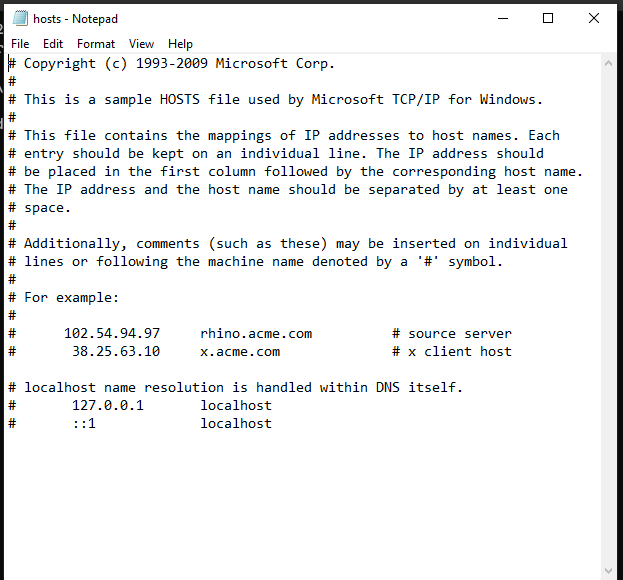 hosts - Notepad
File Edit Format View Help
# Copyright (c) 1993-2009 Microsoft Corp.
#
# This is a sample HOSTS file used by Microsoft TCP/IP for Windows.
#
# This file contains the mappings of IP addresses to host names. Each
# entry should be kept on an individual line. The IP address should
# be placed in the first column followed by the corresponding host name.
# The IP address and the host name should be separated by at least one
# space.
#
# Additionally, comments (such as these) may be inserted on individual
# lines or following the machine name denoted by a '#' symbol.
#
# For example:
#
#      102.54.94.97     rhino.acme.com          # source server
#       38.25.63.10     x.acme.com              # x client host

# localhost name resolution is handled within DNS itself.
#       127.0.0.1       localhost
#       ::1             localhost